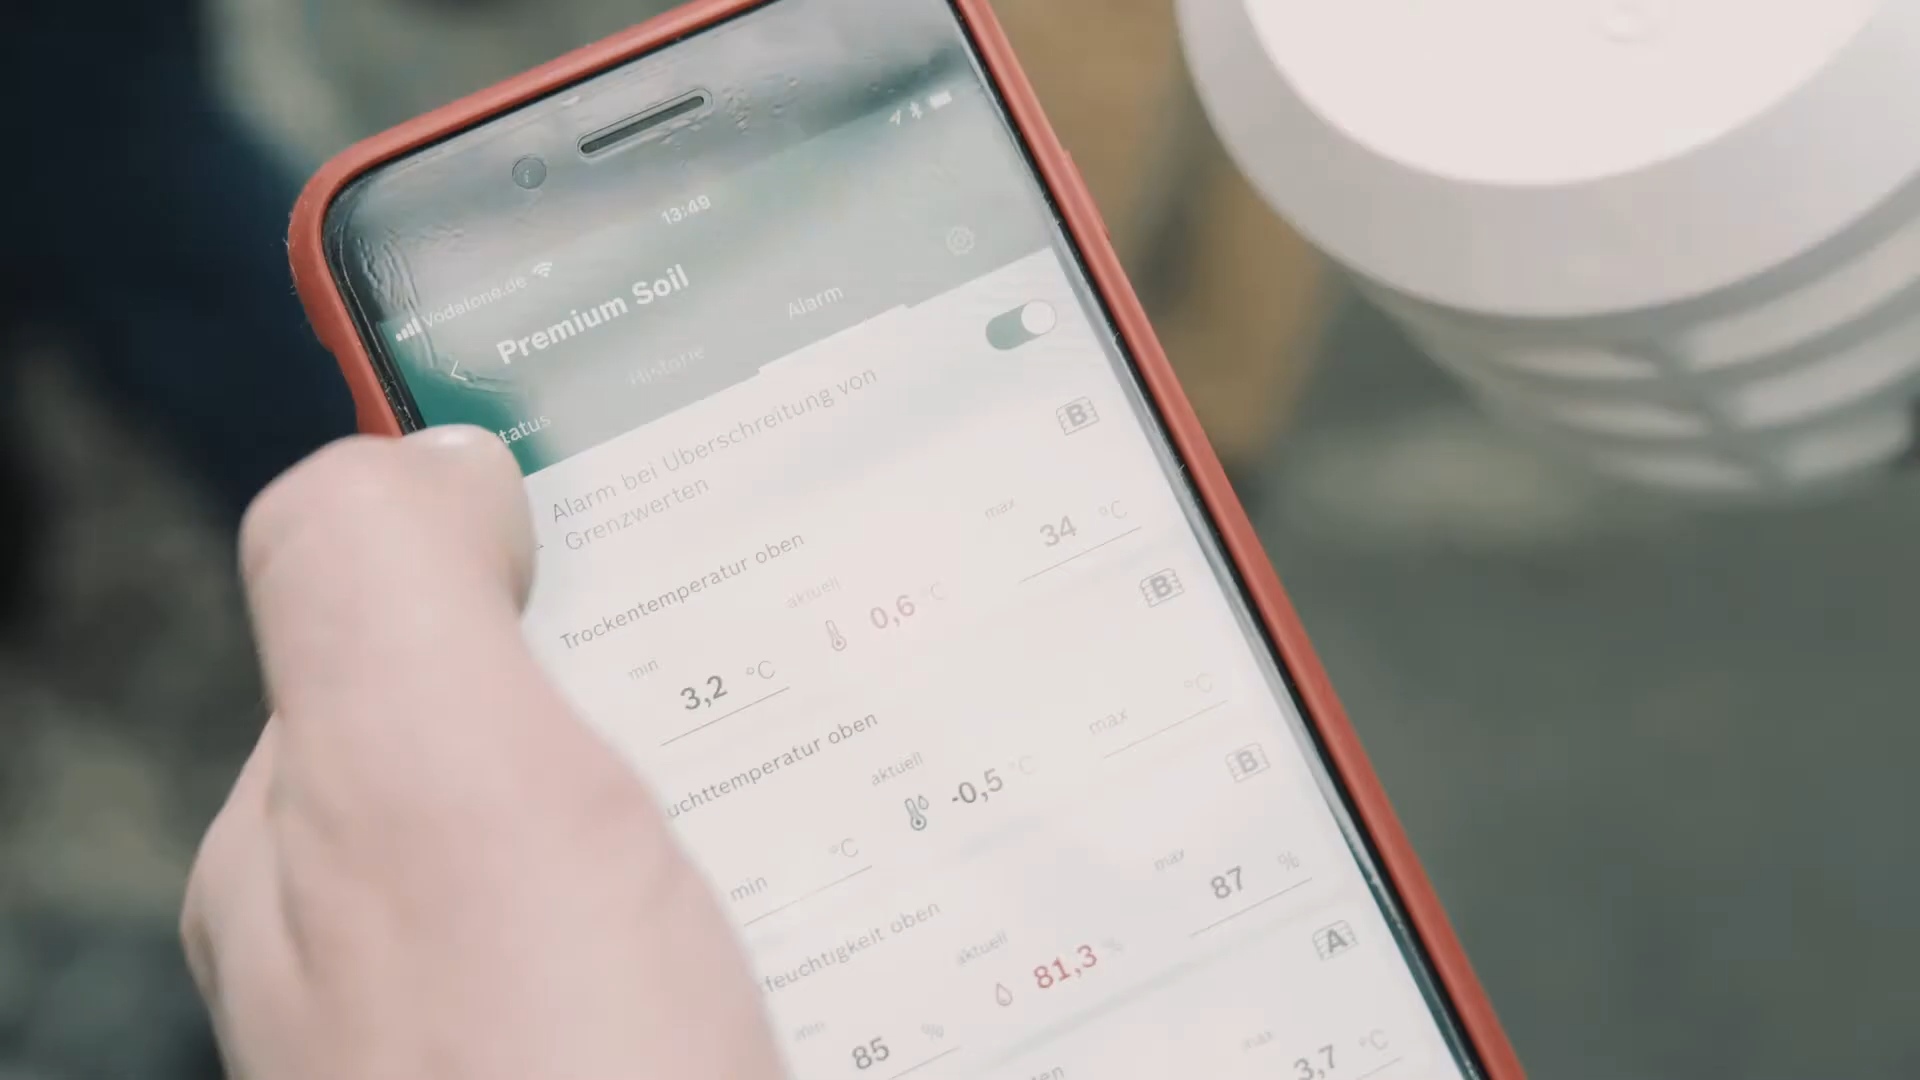 Vodafone.de
13:49
Premium Soil
Status
Historie
Alarm
Alarm bei Überschreitung von
Grenzwerten
B
Trockentemperatur oben
min
3,2 °C
aktuell
0,6 °C
max
34 °C
B
uchttemperatur oben
min
°C
aktuell
-0,5 °C
max
°C
B
tfeuchtigkeit oben
min
85 %
aktuell
81,3 %
max
87 %
A
max
3,7 °C